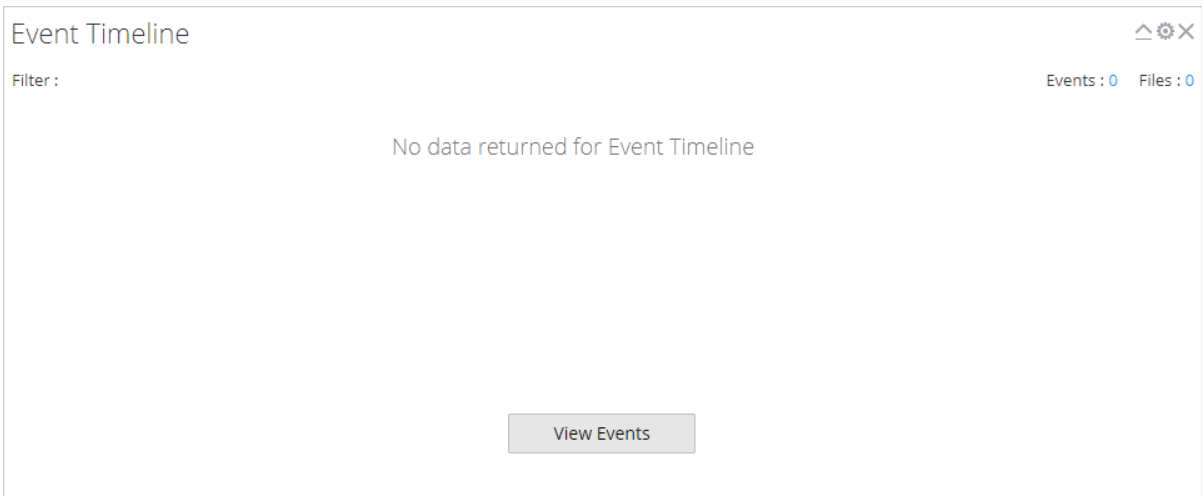 Event Timeline
Filter :
Events : 0 Files : 0
No data returned for Event Timeline
View Events